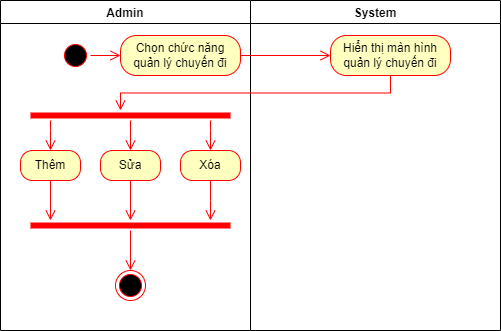 Admin
System
Chọn chức năng
quản lý chuyến đi
Hiển thị màn hình
quản lý chuyến đi
Thêm
Sửa
Xóa